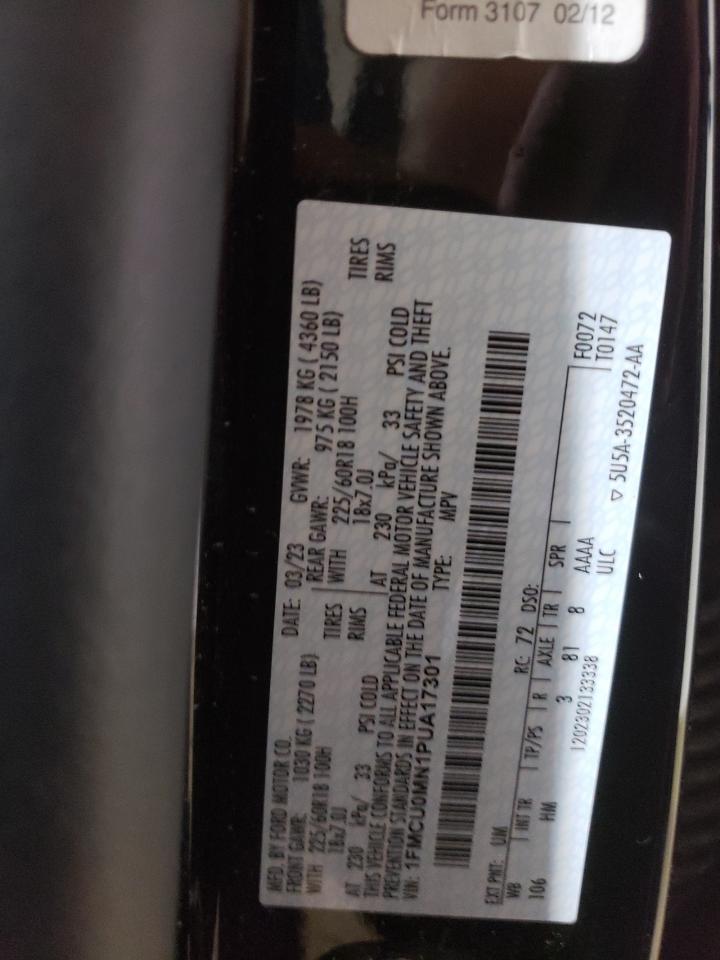 Form 3107 02/12
MFD. BY FORD MOTOR CO.
DATE: 03/23 GVWR: 1978 KG ( 4360 LB)
FRONT GAWR: 1030 KG ( 2270 LB) REAR GAWR: 975 KG ( 2150 LB)
WITH 225/60R18 100H TIRES WITH 225/60R18 100H TIRES
18x7.0J RIMS 18x7.0J RIMS
AT 230 kPa/ 33 PSI COLD AT 230 kPa/ 33 PSI COLD
THIS VEHICLE CONFORMS TO ALL APPLICABLE FEDERAL MOTOR VEHICLE SAFETY AND THEFT
PREVENTION STANDARDS IN EFFECT ON THE DATE OF MANUFACTURE SHOWN ABOVE.
VIN: 1FMCU0MN1PUA17301 TYPE: MPV
EXT PNT: UM RC: 72 DSO:
WB INT TR TP/PS R AXLE TR SPR F0072
106 HM 3 81 8 AAAA T0147
1202302133338 ULC
▽ 5U5A-3520472-AA